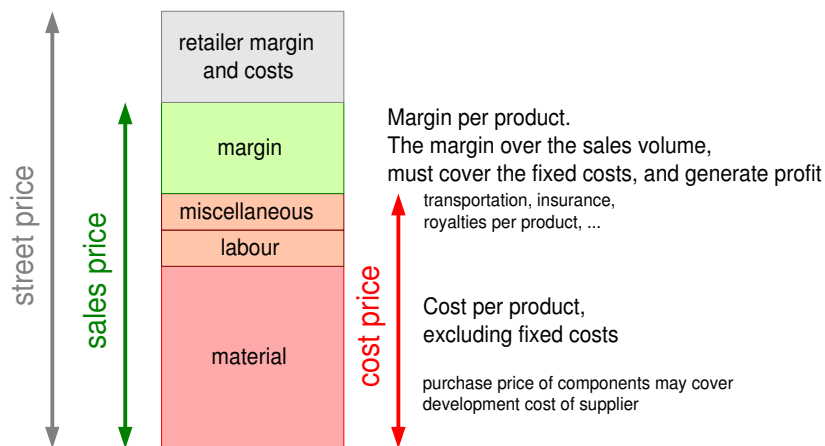 street price
sales price
retailer margin
and costs
margin
miscellaneous
labour
material
cost price
Margin per product.
The margin over the sales volume,
must cover the fixed costs, and generate profit
transportation, insurance,
royalties per product, ...
Cost per product,
excluding fixed costs
purchase price of components may cover
development cost of supplier